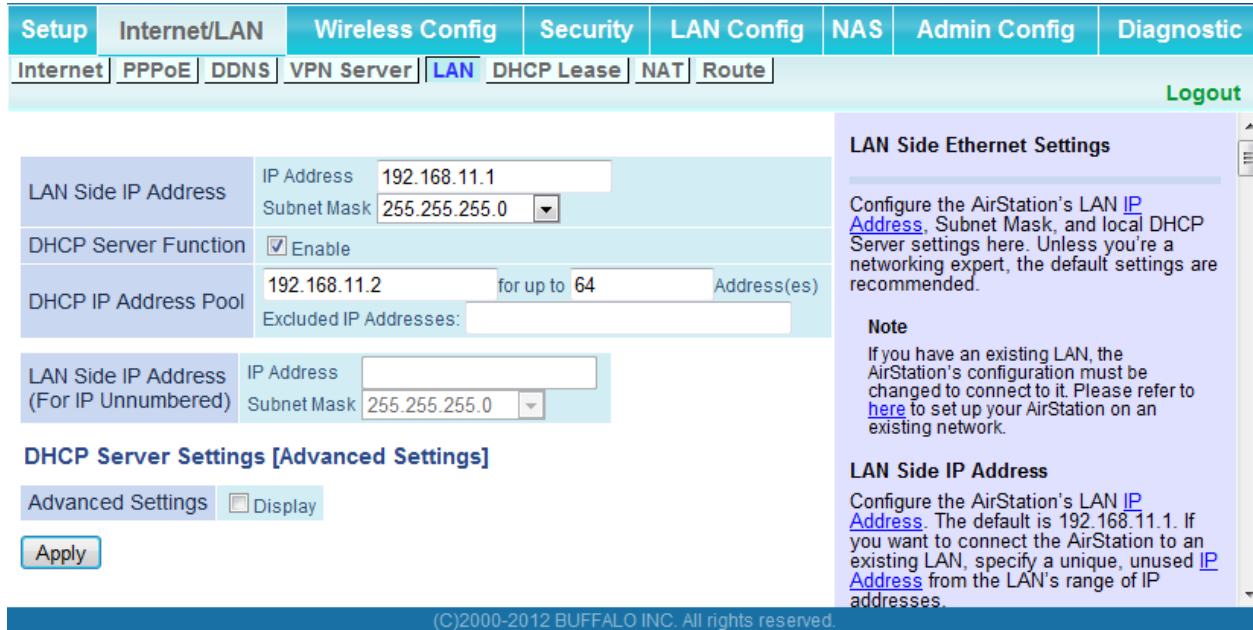 Setup Internet/LAN Wireless Config Security LAN Config NAS Admin Config Diagnostic
Internet PPPoE DDNS VPN Server LAN DHCP Lease NAT Route
Logout
LAN Side IP Address
IP Address 192.168.11.1
Subnet Mask 255.255.255.0
DHCP Server Function Enable
DHCP IP Address Pool
192.168.11.2 for up to 64 Address(es)
Excluded IP Addresses:
LAN Side IP Address
(For IP Unnumbered)
IP Address
Subnet Mask 255.255.255.0
DHCP Server Settings [Advanced Settings]
Advanced Settings Display
Apply
LAN Side Ethernet Settings
Configure the AirStation's LAN IP
Address, Subnet Mask, and local DHCP
Server settings here. Unless you're a
networking expert, the default settings are
recommended.
Note
If you have an existing LAN, the
AirStation's configuration must be
changed to connect to it. Please refer to
here to set up your AirStation on an
existing network.
LAN Side IP Address
Configure the AirStation's LAN IP
Address. The default is 192.168.11.1. If
you want to connect the AirStation to an
existing LAN, specify a unique, unused IP
Address from the LAN's range of IP
addresses.
(C)2000-2012 BUFFALO INC. All rights reserved.